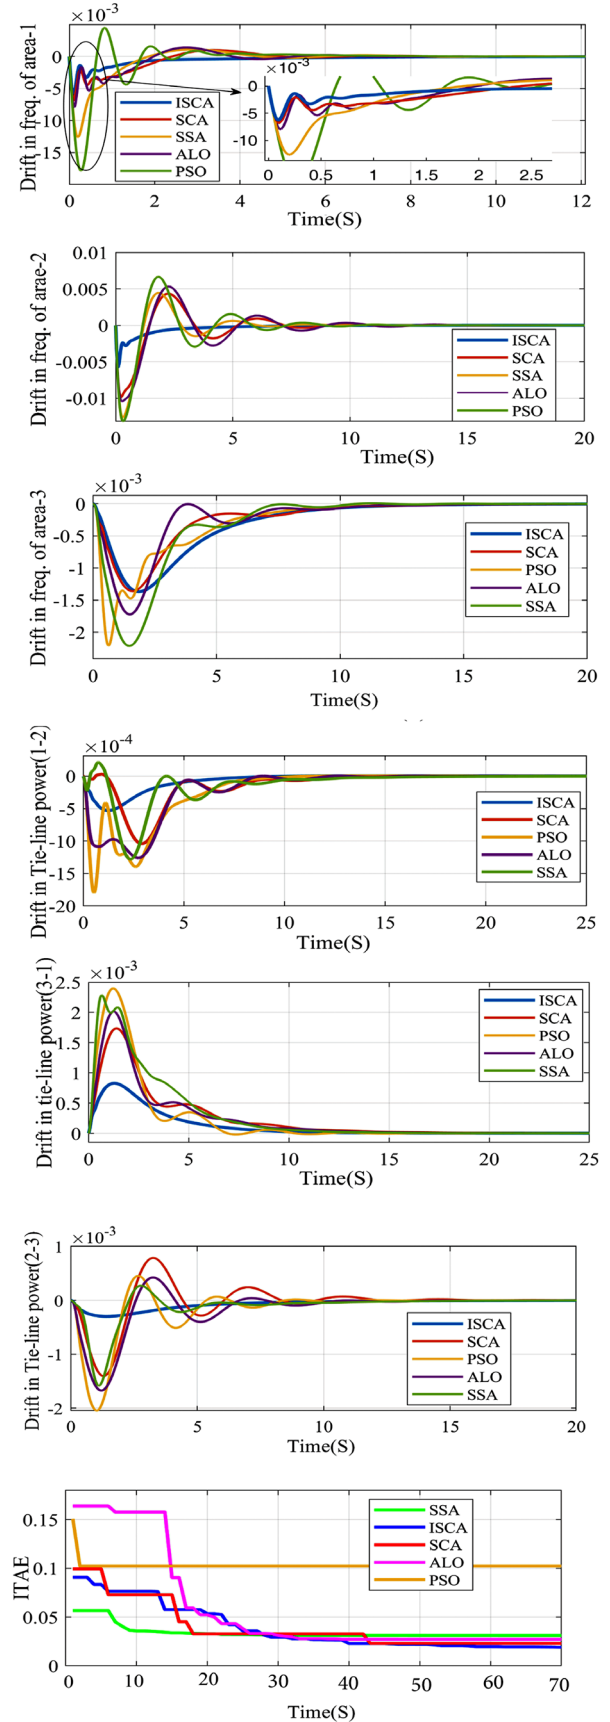 ×10⁻³
0
-5
10
15
Drift in freq. of area-1
ISCA
SCA
SSA
ALO
PSO
×10⁻³
0
-5
-10
0 0.5 1 1.5 2 2.5
0 2 4 6 8 10 12
Time(S)
0.01
0.005
0
-0.005
-0.01
Drift in freq. of arae-2
ISCA
SCA
SSA
ALO
PSO
0 5 10 15 20
Time(S)
×10⁻³
0
-0.5
-1
-1.5
-2
Drift in freq. of area-3
ISCA
SCA
PSO
ALO
SSA
0 5 10 15 20
Time(S)
×10⁻⁴
0
-5
-10
-15
-20
Drift in Tie-line power(1-2)
ISCA
SCA
PSO
ALO
SSA
0 5 10 15 20 25
Time(S)
×10⁻³
2.5
2
1.5
1
0.5
0
Drift in tie-line power(3-1)
ISCA
SCA
PSO
ALO
SSA
0 5 10 15 20 25
Time(S)
×10⁻³
1
0
-1
-2
Drift in Tie-line power(2-3)
ISCA
SCA
PSO
ALO
SSA
0 5 10 15 20
Time(S)
0.15
0.1
0.05
0
ITAE
SSA
ISCA
SCA
ALO
PSO
0 10 20 30 40 50 60 70
Time(S)